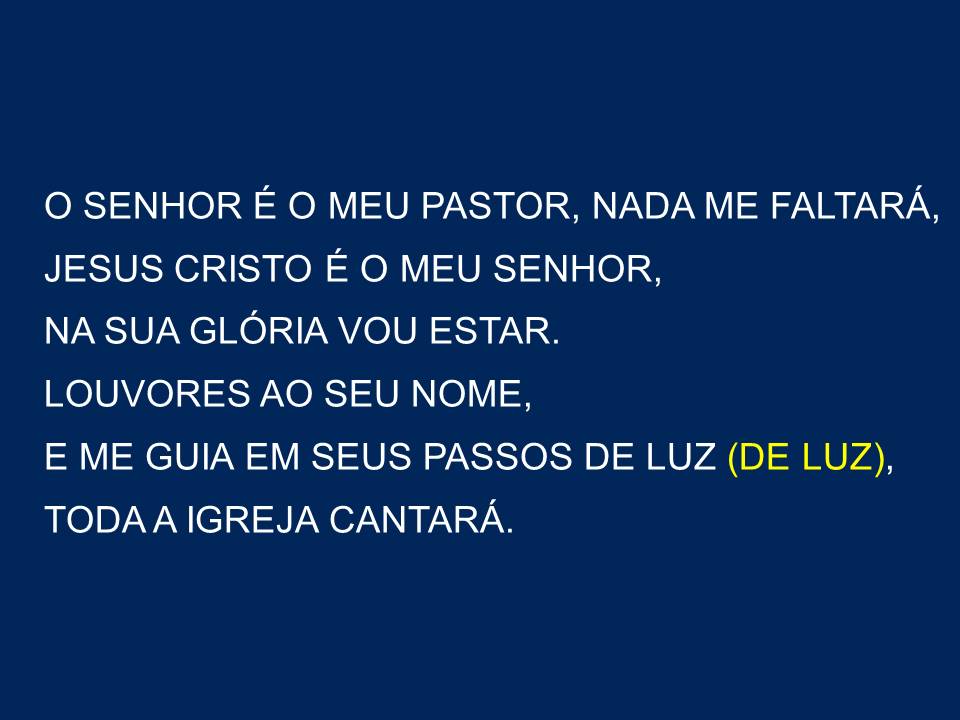 O SENHOR É O MEU PASTOR, NADA ME FALTARÁ,
JESUS CRISTO É O MEU SENHOR,
NA SUA GLÓRIA VOU ESTAR.
LOUVORES AO SEU NOME,
E ME GUIA EM SEUS PASSOS DE LUZ (DE LUZ),
TODA A IGREJA CANTARÁ.